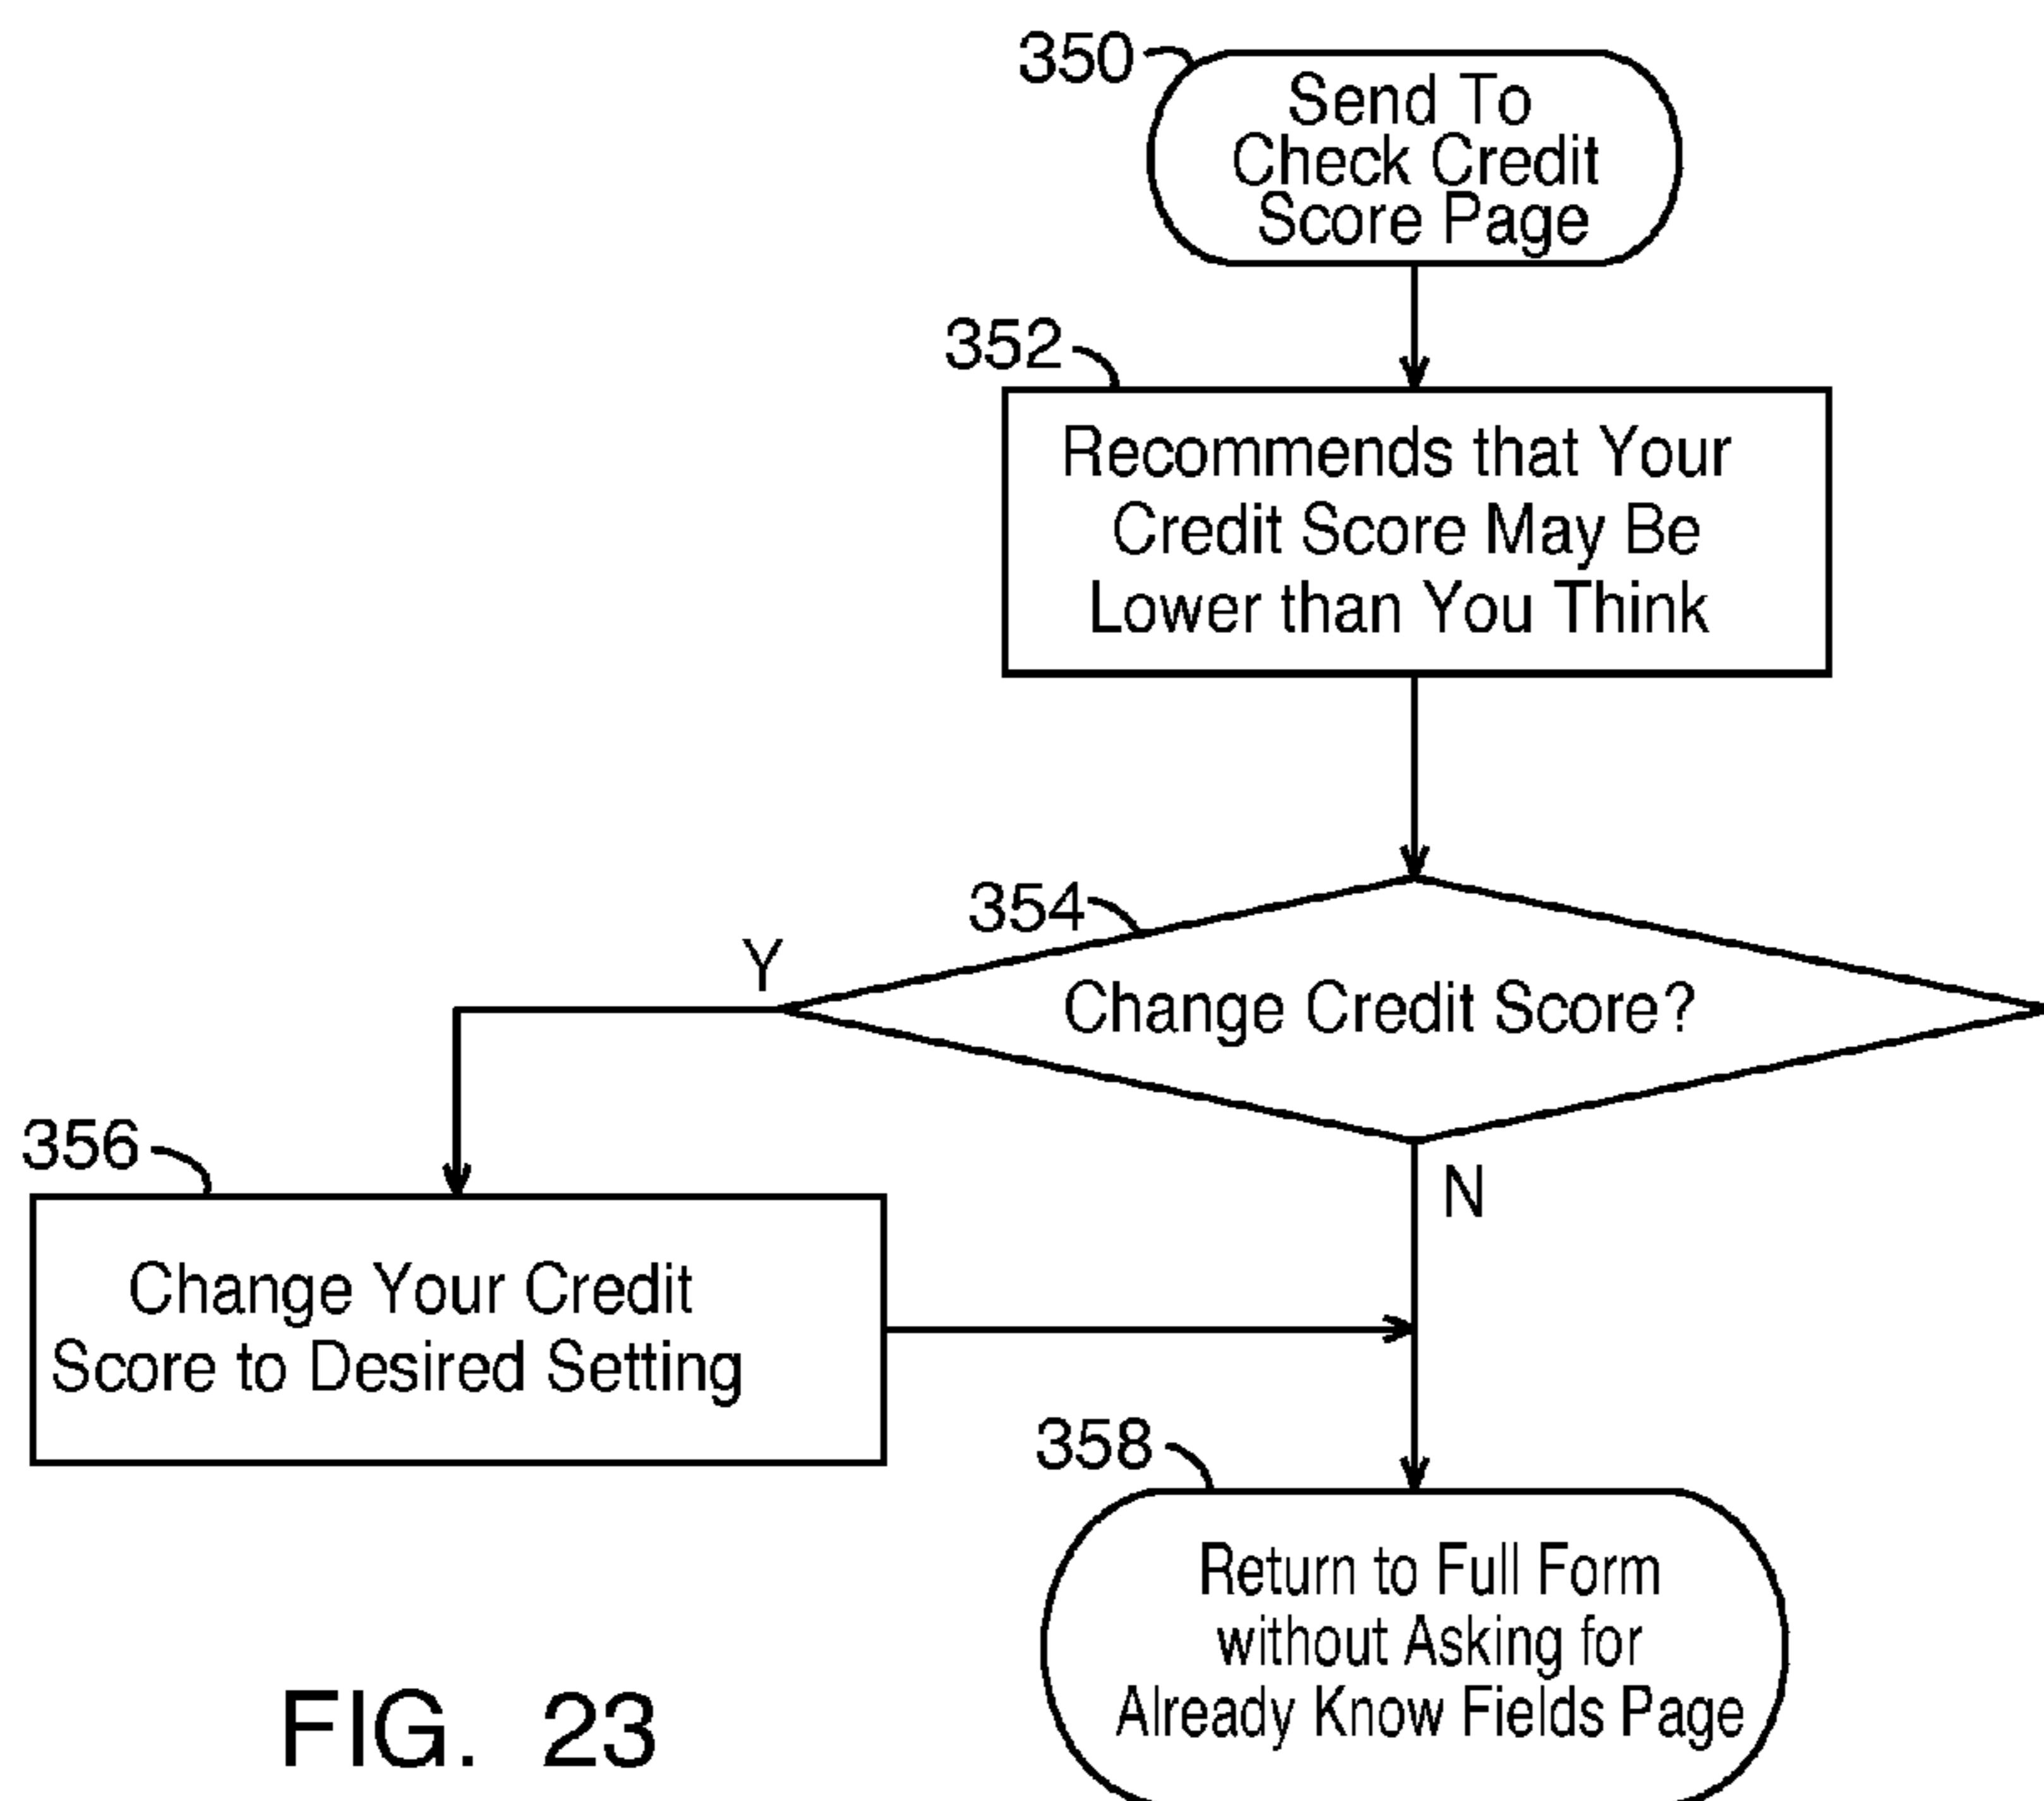 350
Send To
Check Credit
Score Page
352
Recommends that Your
Credit Score May Be
Lower than You Think
354
Y
Change Credit Score?
N
356
Change Your Credit
Score to Desired Setting
358
Return to Full Form
without Asking for
Already Know Fields Page
FIG. 23